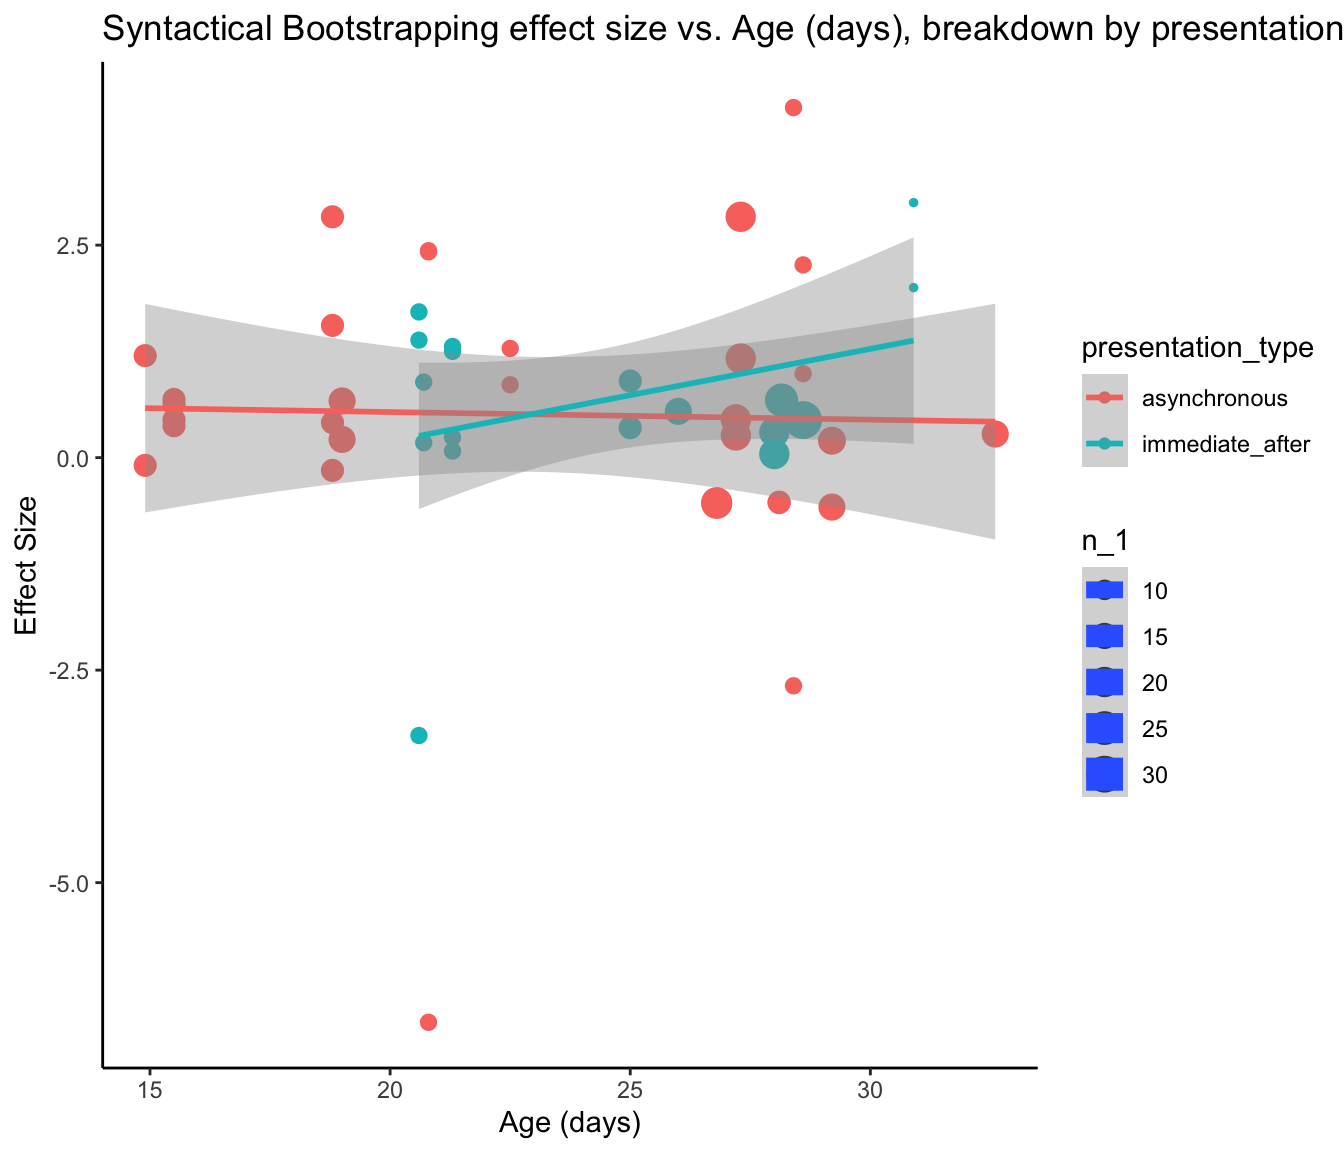 Syntactical Bootstrapping effect size vs. Age (days), breakdown by presentation
Effect Size
2.5
0.0
-2.5
-5.0
15
20
25
30
Age (days)
presentation_type
asynchronous
immediate_after
n_1
10
15
20
25
30